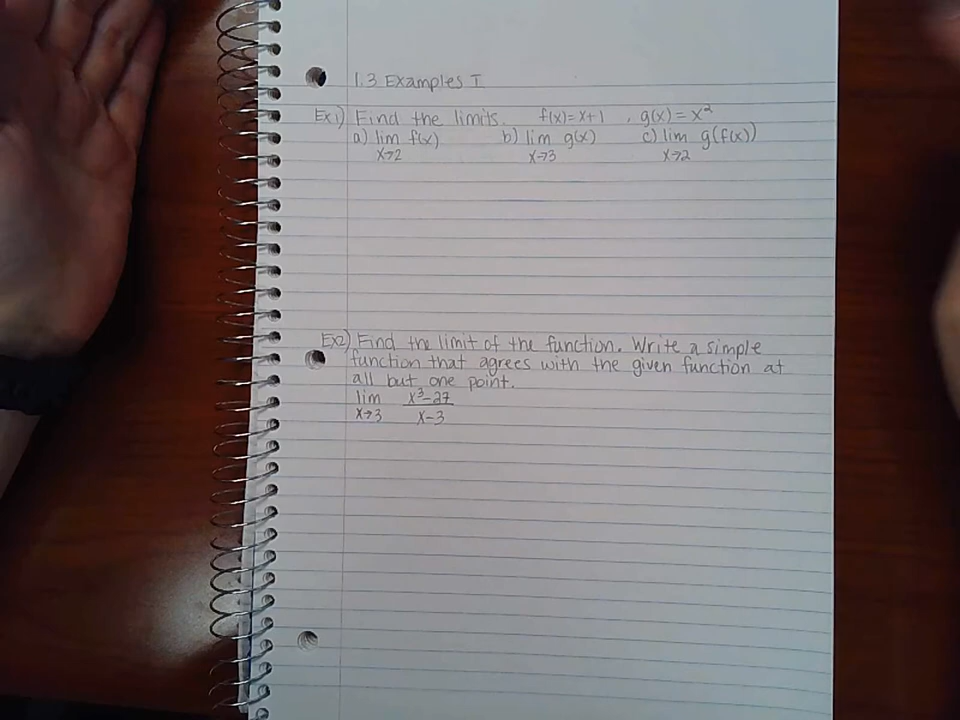 1.3 Examples I
Ex1) Find the limits. f(x)=x+1 , g(x)=x²
a) lim f(x) b) lim g(x) c) lim g(f(x))
x→2 x→3 x→2
Ex2) Find the limit of the function. Write a simple
function that agrees with the given function at
all but one point.
lim x³-27
x→3 x-3